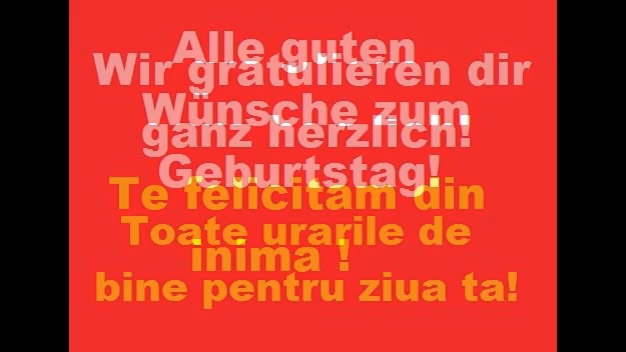 Alle guten
Wir gratulieren dir
Wünsche zum
ganz herzlich!
Geburtstag!
Te felicitam din
Toate urarile de
inima !
bine pentru ziua ta!